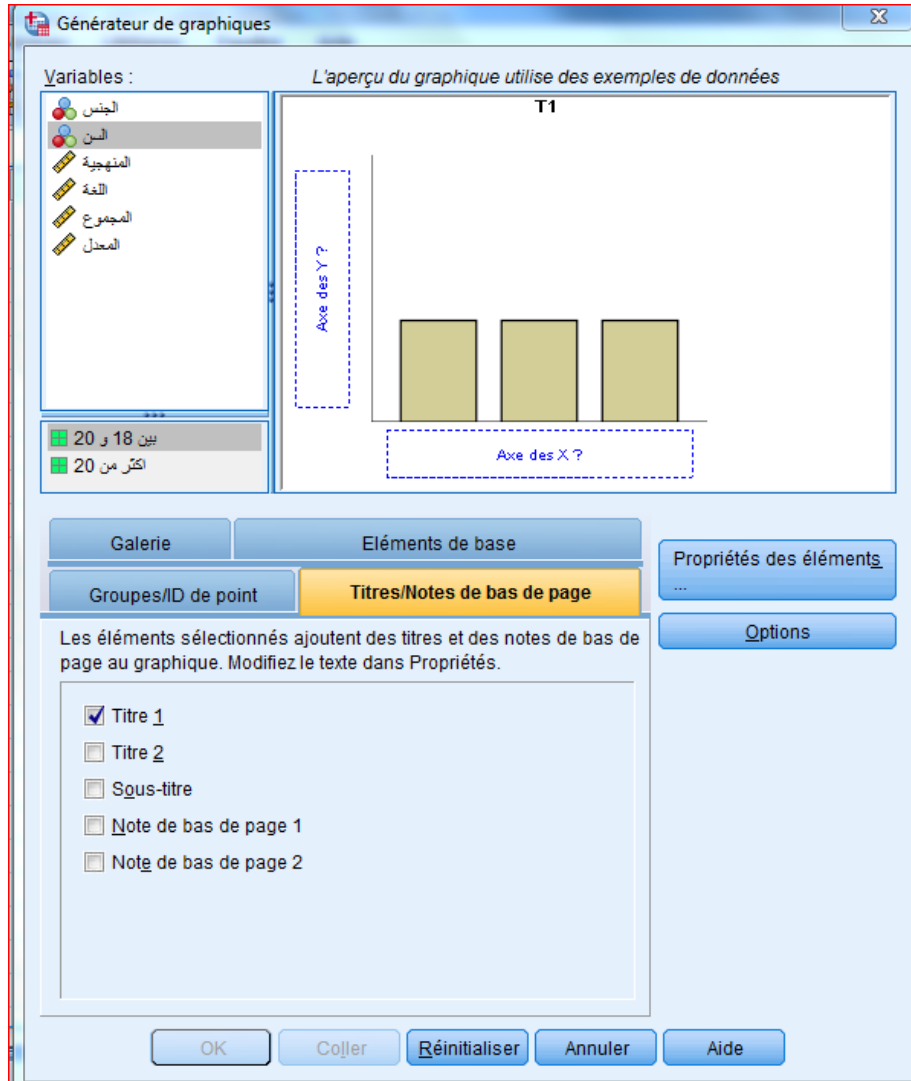 Générateur de graphiques
Variables :
L'aperçu du graphique utilise des exemples de données
الجنس
السن
المنهجية
اللغة
المجموع
المعدل
بين 18 و 20
اكثر من 20
T1
Axe des Y ?
Axe des X ?
Galerie
Eléments de base
Groupes/ID de point
Titres/Notes de bas de page
Propriétés des éléments
...
Options
Les éléments sélectionnés ajoutent des titres et des notes de bas de
page au graphique. Modifiez le texte dans Propriétés.
Titre 1
Titre 2
Sous-titre
Note de bas de page 1
Note de bas de page 2
OK
Coller
Réinitialiser
Annuler
Aide